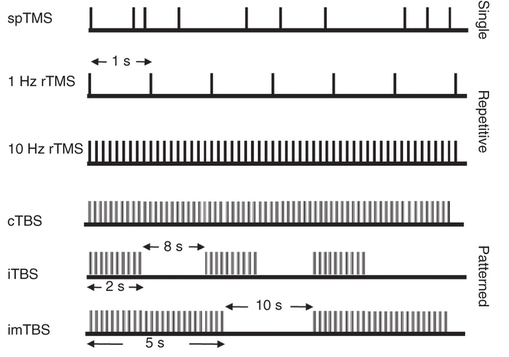 spTMS
Single
1 s
1 Hz rTMS
Repetitive
10 Hz rTMS
cTBS
8 s
iTBS
Patterned
2 s
10 s
imTBS
5 s